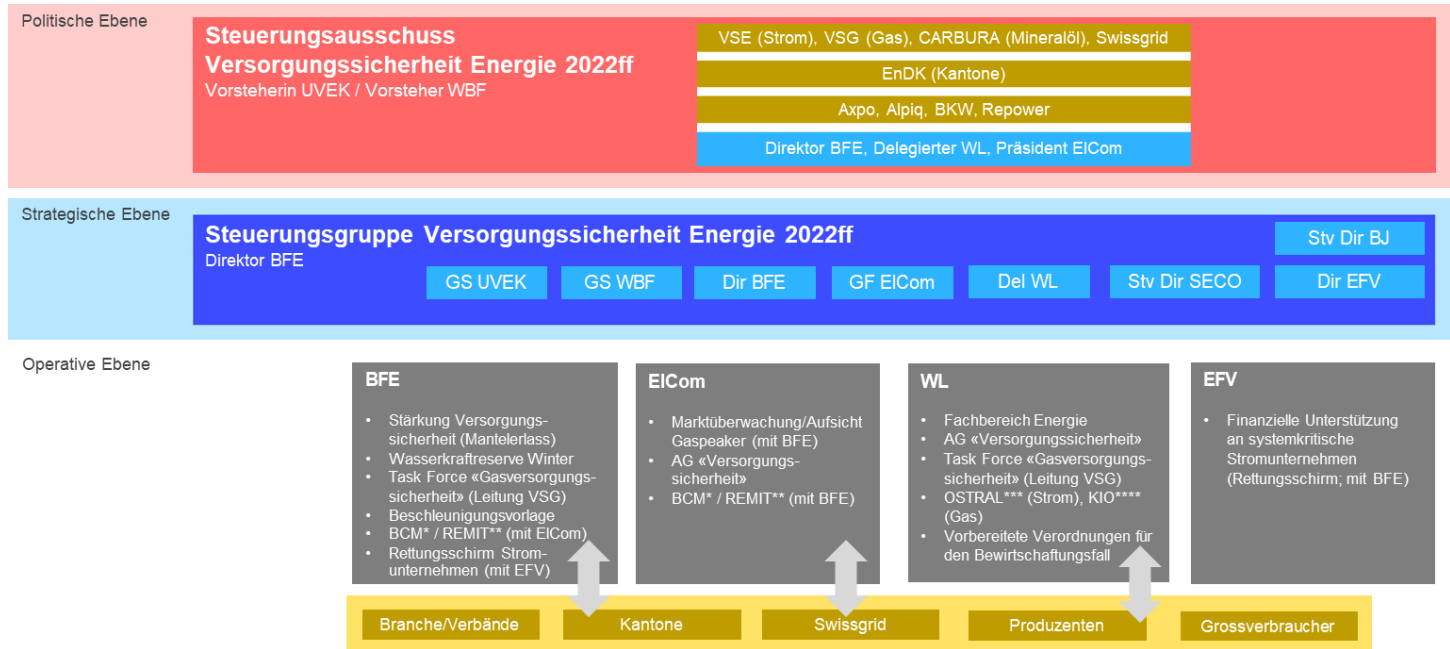 Politische Ebene
Steuerungsausschuss
Versorgungssicherheit Energie 2022ff
Vorsteherin UVEK / Vorsteher WBF
VSE (Strom), VSG (Gas), CARBURA (Mineralöl), Swissgrid
EnDK (Kantone)
Axpo, Alpiq, BKW, Repower
Direktor BFE, Delegierter WL, Präsident ElCom
Strategische Ebene
Steuerungsgruppe Versorgungssicherheit Energie 2022ff
Direktor BFE
Stv Dir BJ
GS UVEK
GS WBF
Dir BFE
GF ElCom
Del WL
Stv Dir SECO
Dir EFV
Operative Ebene
BFE
• Stärkung Versorgungs-
sicherheit (Mantelerlass)
• Wasserkraftreserve Winter
• Task Force «Gasversorgungs-
sicherheit» (Leitung VSG)
• Beschleunigungsvorlage
• BCM* / REMIT** (mit ElCom)
• Rettungsschirm Strom-
unternehmen (mit EFV)
ElCom
• Marktüberwachung/Aufsicht
Gaspeaker (mit BFE)
• AG «Versorgungs-
sicherheit»
• BCM* / REMIT** (mit BFE)
WL
• Fachbereich Energie
• AG «Versorgungssicherheit»
• Task Force «Gasversorgungs-
sicherheit» (Leitung VSG)
• OSTRAL*** (Strom), KIO****
(Gas)
• Vorbereitete Verordnungen für
den Bewirtschaftungsfall
EFV
• Finanzielle Unterstützung
an systemkritische
Stromunternehmen
(Rettungsschirm; mit BFE)
Branche/Verbände
Kantone
Swissgrid
Produzenten
Grossverbraucher